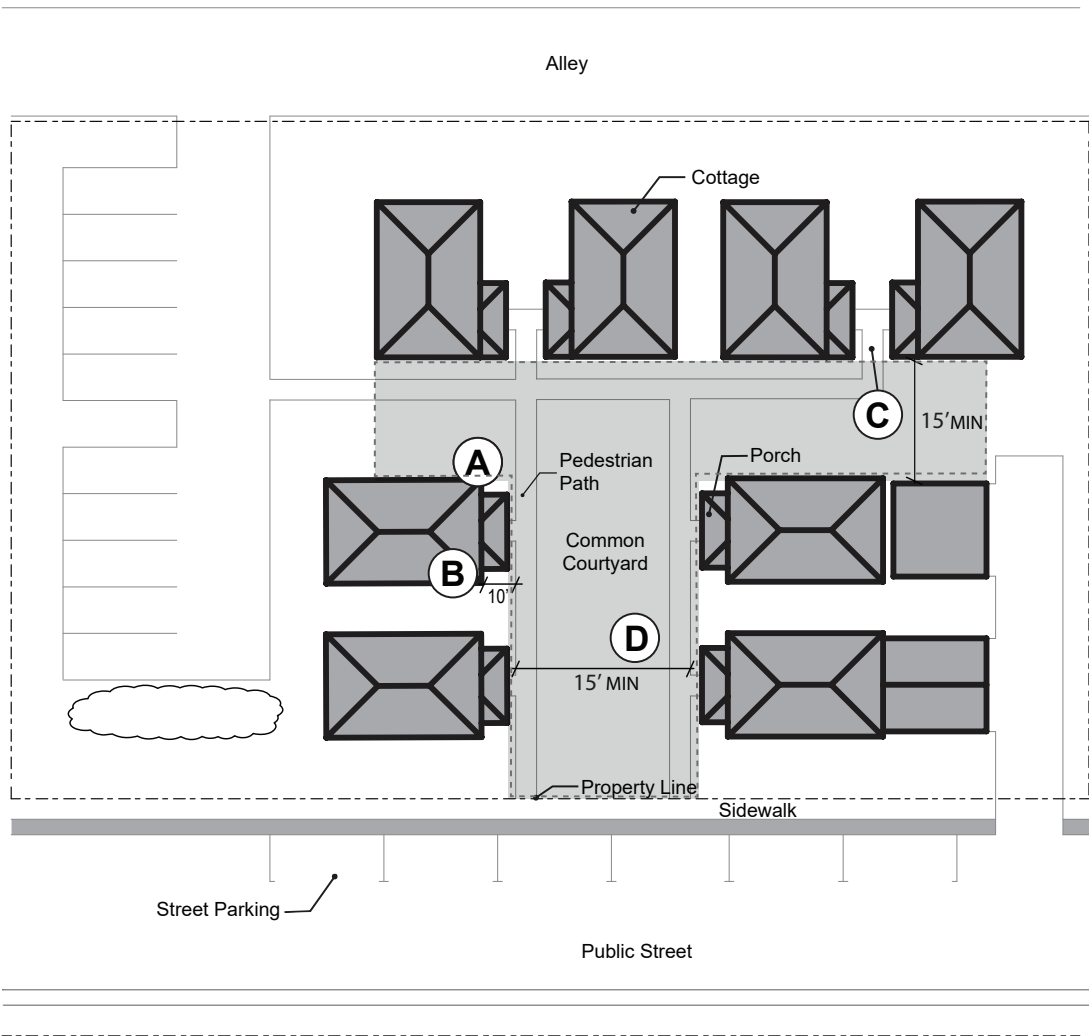 Alley
Cottage
C
15' MIN
A
Pedestrian
Path
Porch
Common
Courtyard
B
10'
D
15' MIN
Property Line
Sidewalk
Street Parking
Public Street